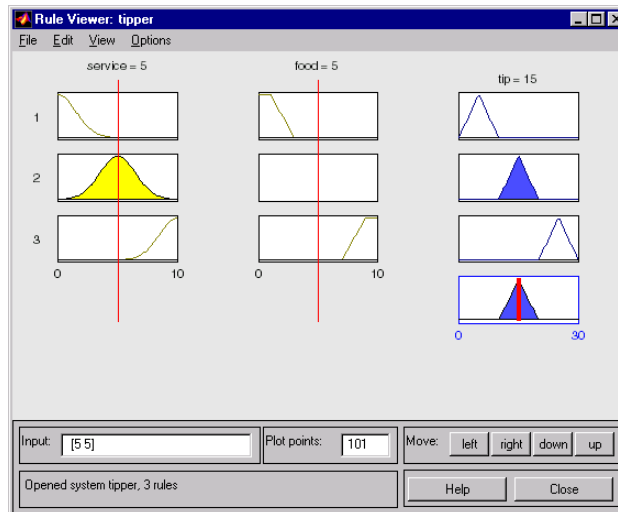 Rule Viewer: tipper
File Edit View Options
service = 5 food = 5 tip = 15
1
2
3
0 10 0 10
0 30
Input: [5 5] Plot points: 101 Move: left right down up
Opened system tipper, 3 rules Help Close